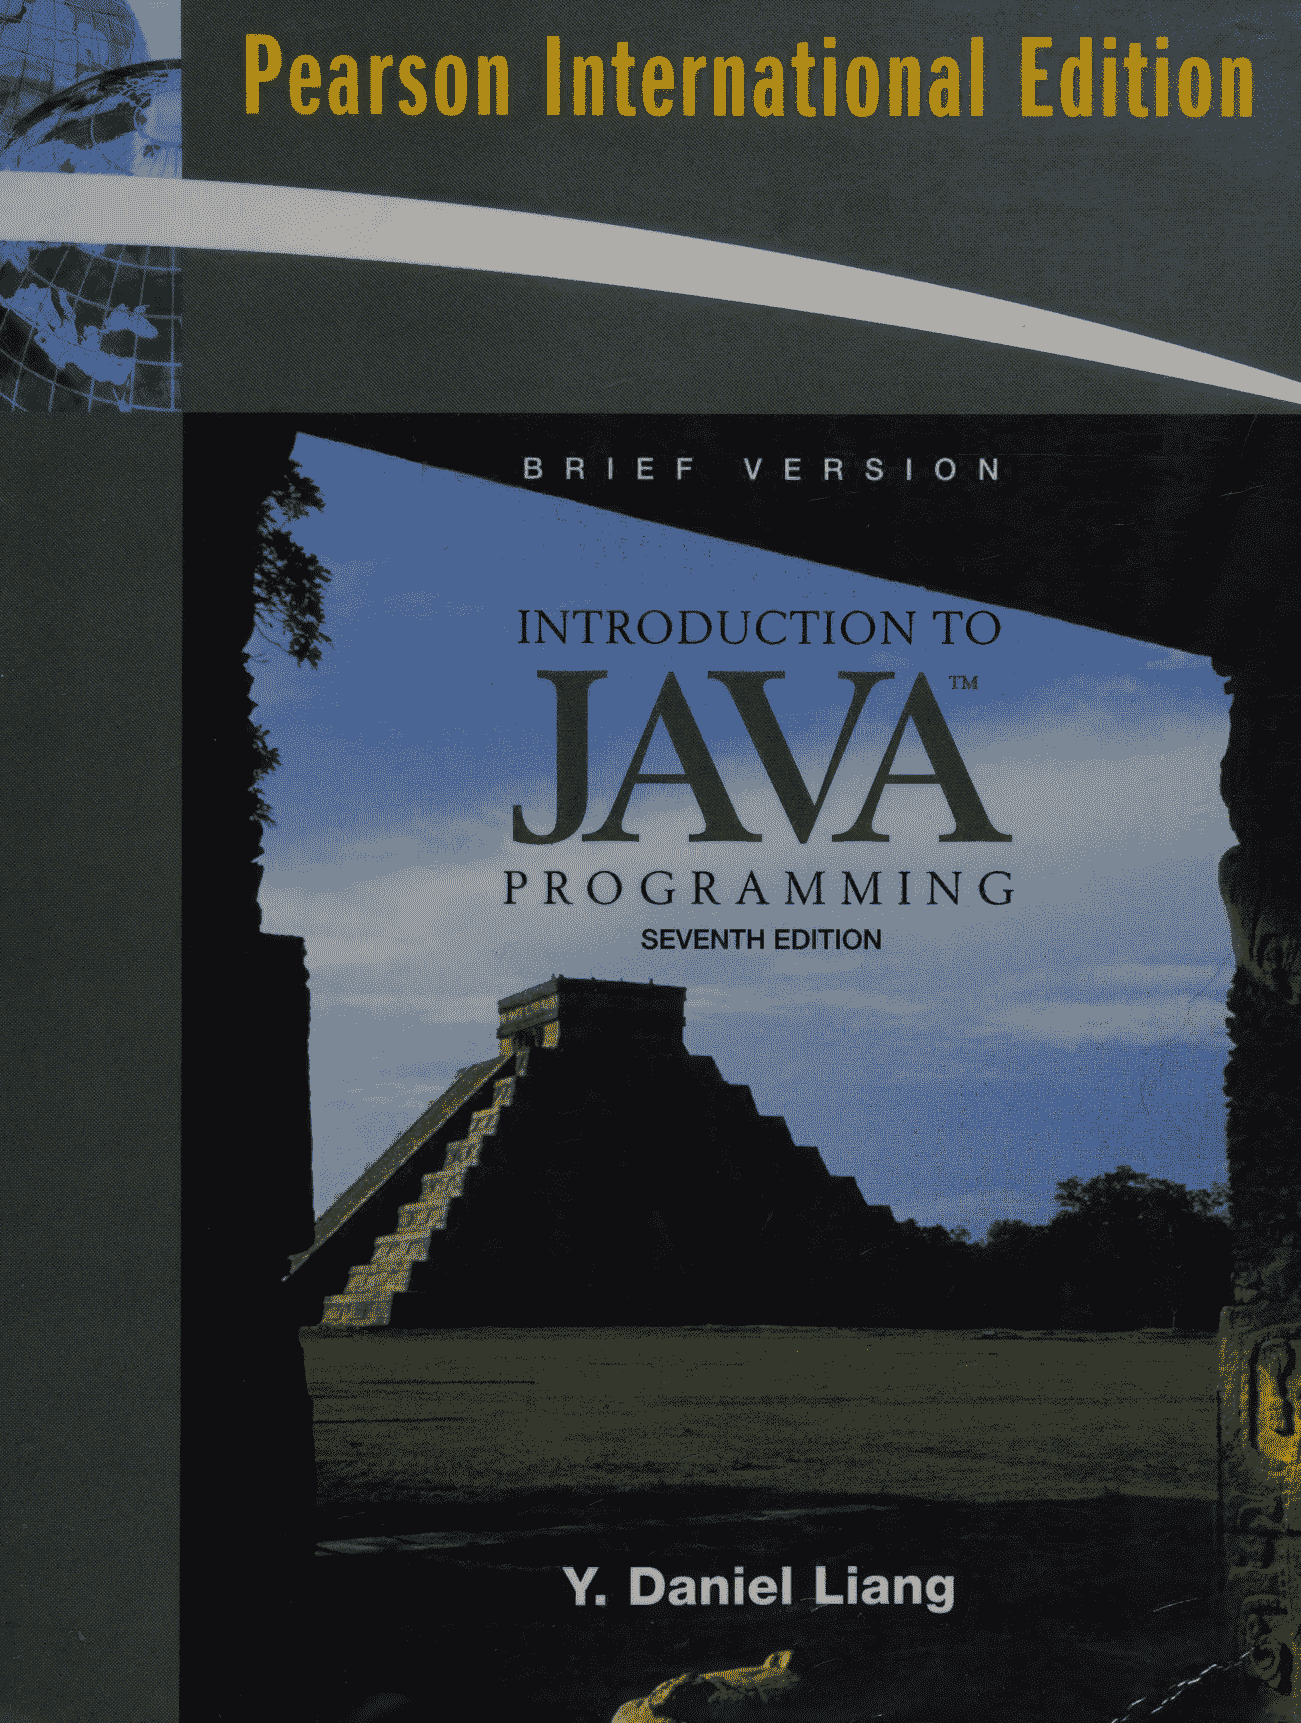 Pearson International Edition
BRIEF VERSION
INTRODUCTION TO
JAVA™
PROGRAMMING
SEVENTH EDITION
Y. Daniel Liang